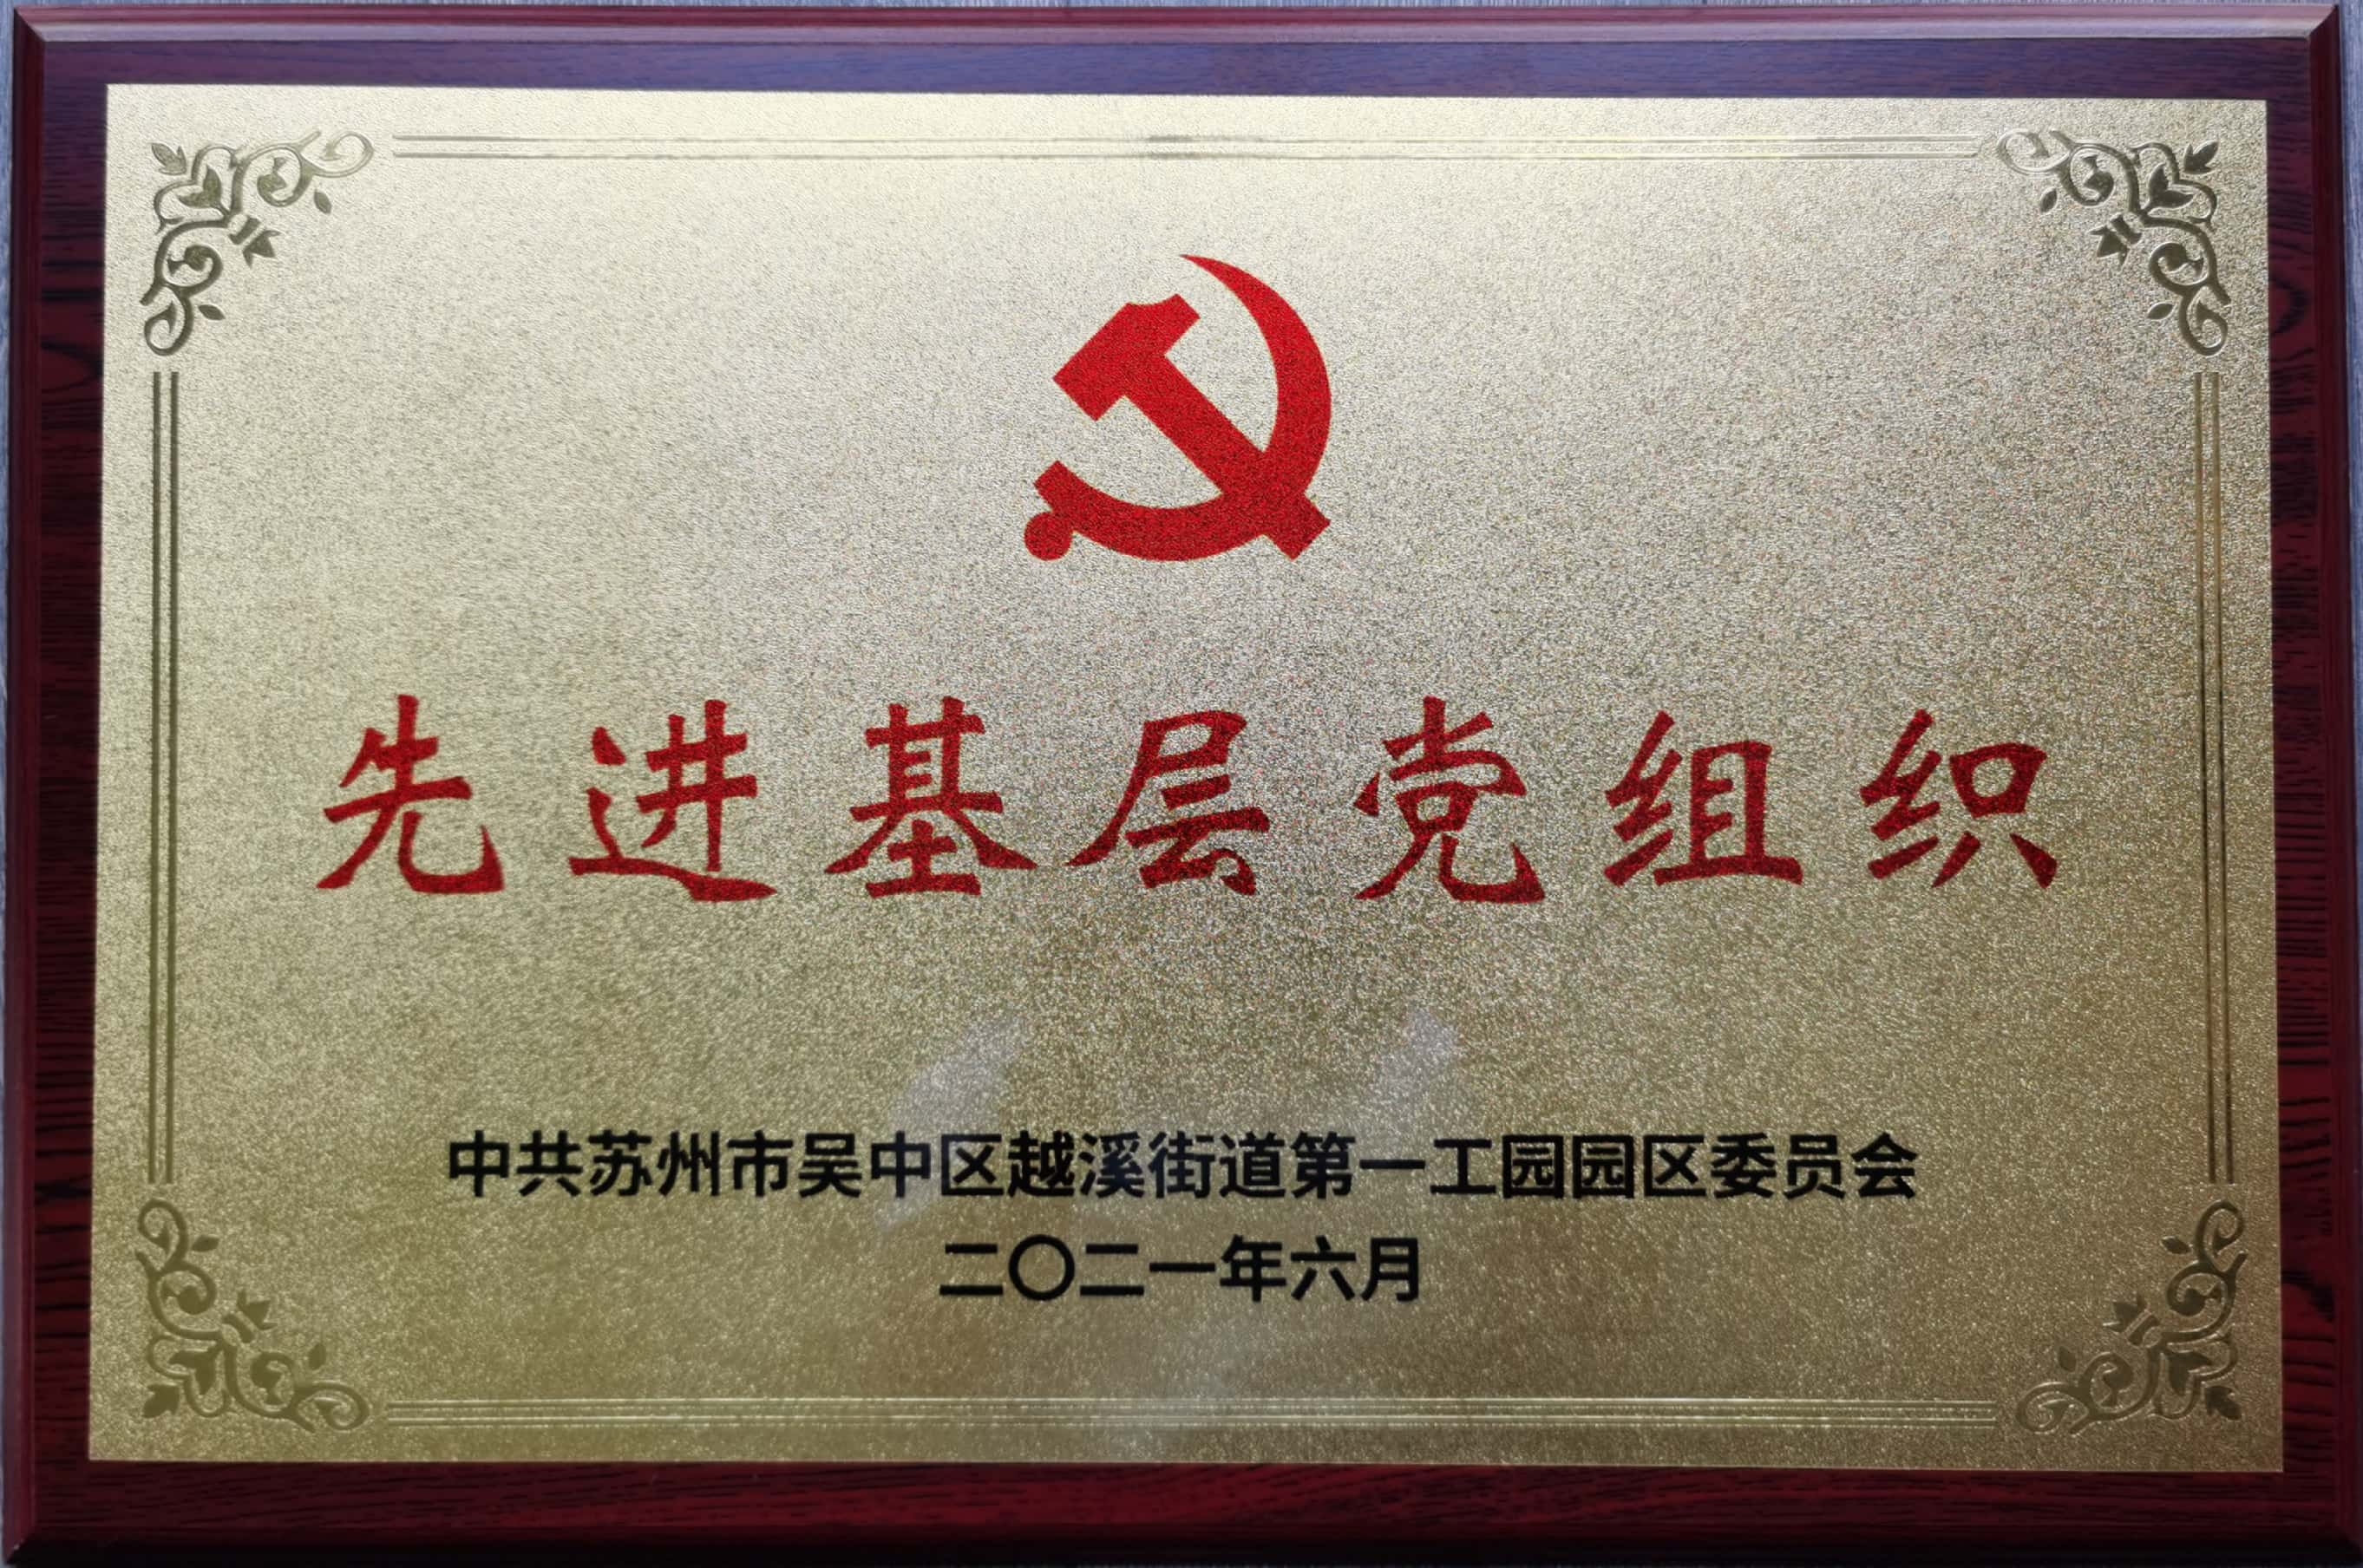 先进基层党组织
中共苏州市吴中区越溪街道第一工园园区委员会
二〇二一年六月